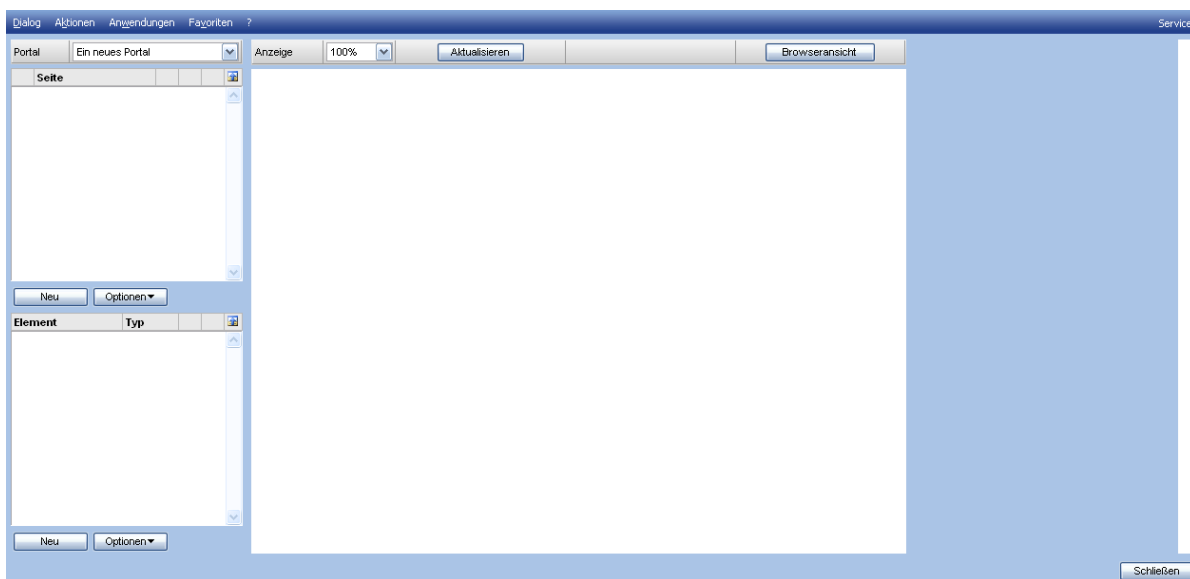 Dialog Aktionen Anwendungen Favoriten ? Service
Portal Ein neues Portal Anzeige 100% Aktualisieren Browseransicht
Seite
Neu Optionen
Element Typ
Neu Optionen
Schließen